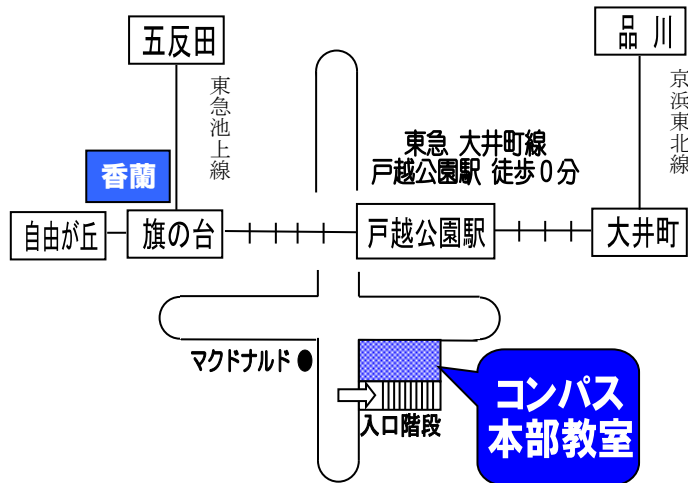 五反田
品川
東急池上線
京浜東北線
東急 大井町線
戸越公園駅 徒歩0分
香蘭
自由が丘
旗の台
戸越公園駅
大井町
マクドナルド
入口階段
コンパス
本部教室